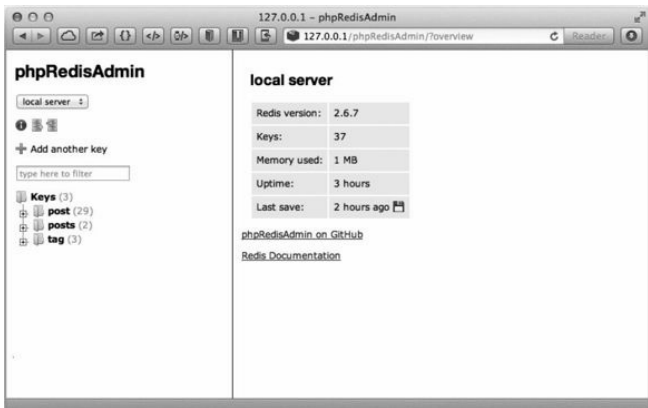 127.0.0.1 – phpRedisAdmin
127.0.0.1/phpRedisAdmin/?overview
Reader
phpRedisAdmin
local server
Add another key
type here to filter
Keys (3)
post (29)
posts (2)
tag (3)
local server
Redis version: 2.6.7
Keys: 37
Memory used: 1 MB
Uptime: 3 hours
Last save: 2 hours ago
phpRedisAdmin on GitHub
Redis Documentation